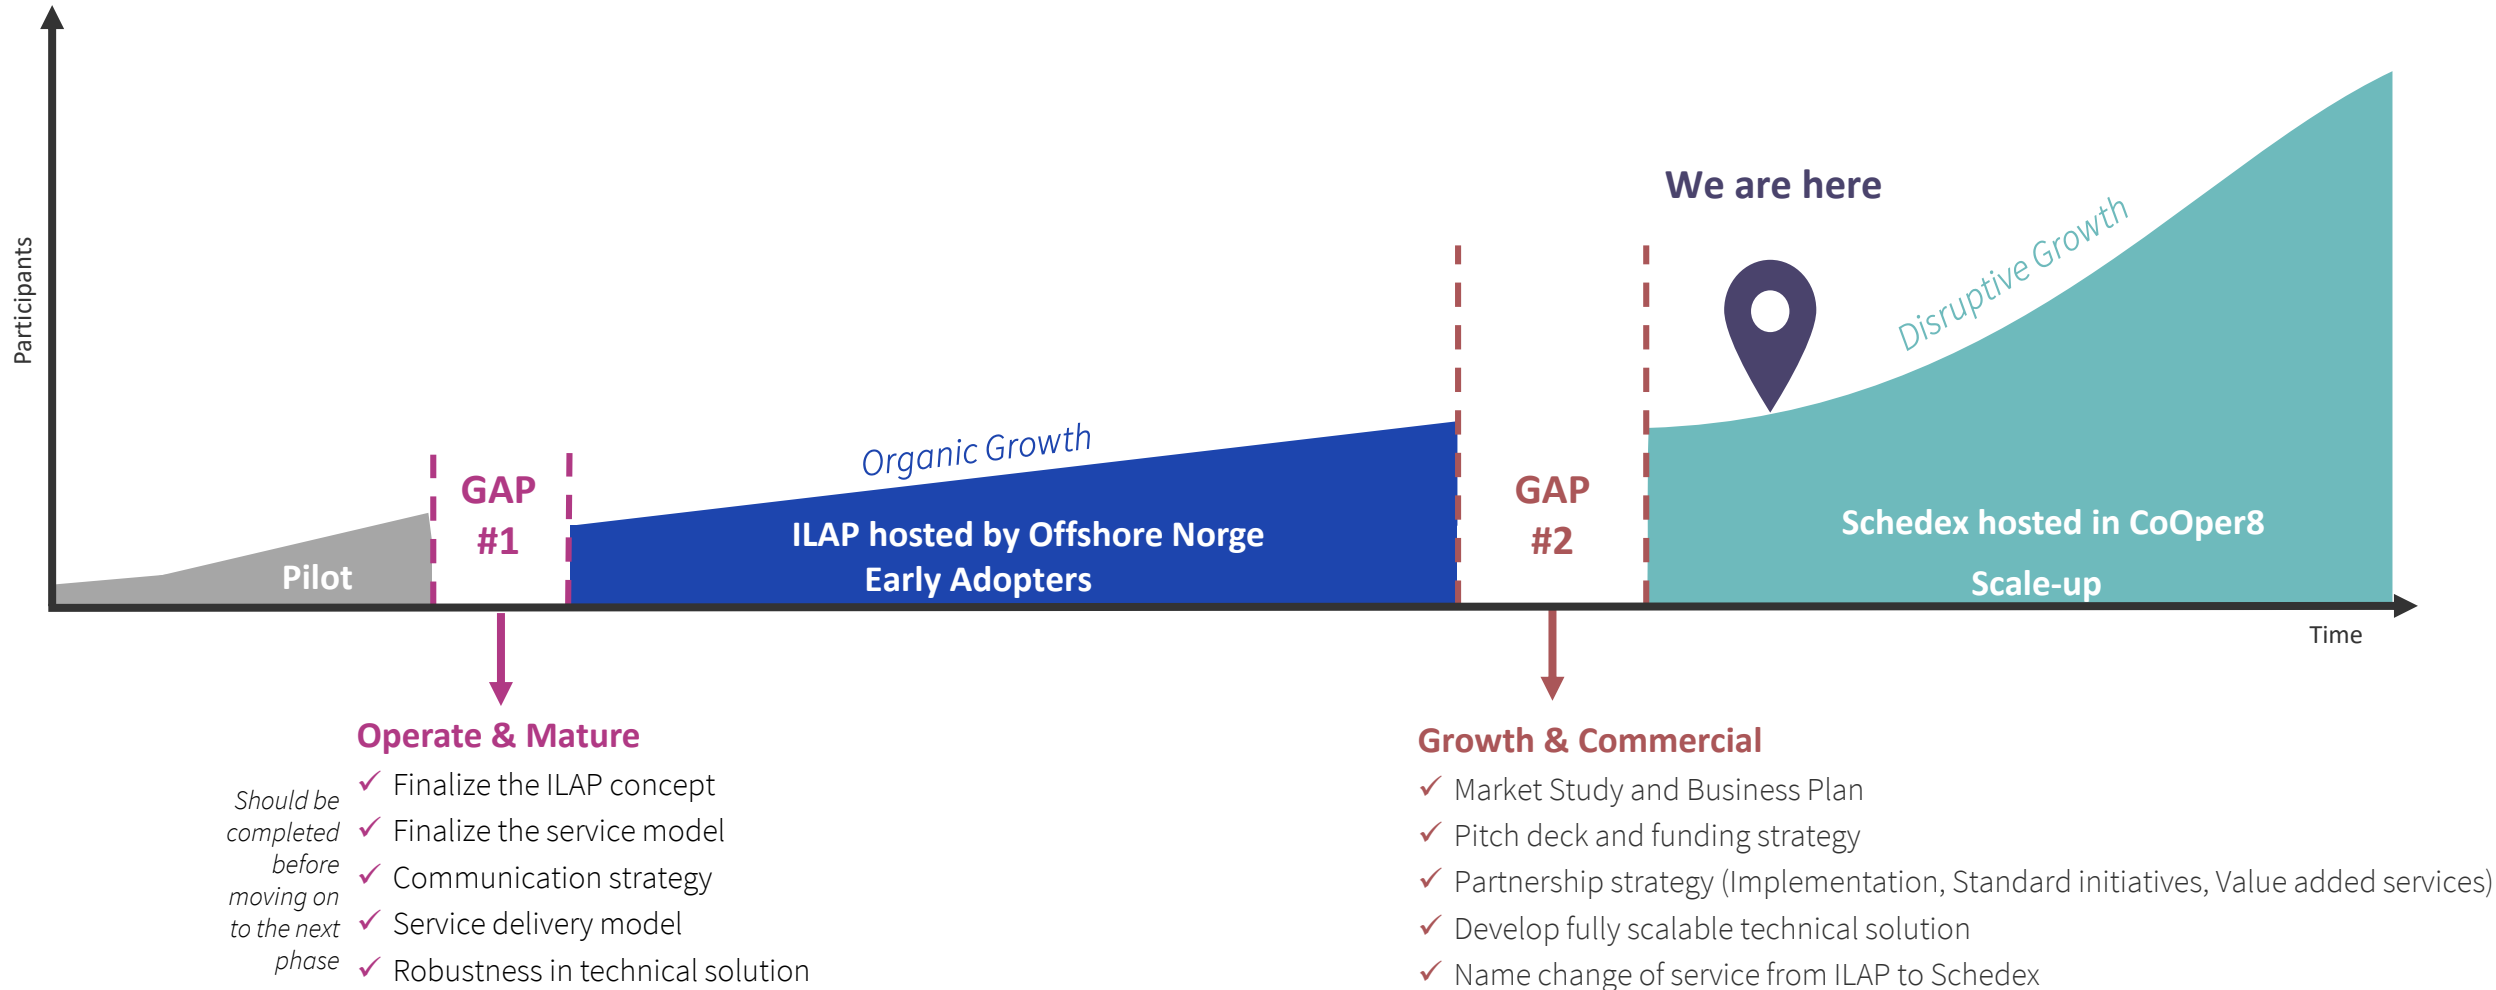 Participants
We are here
Disruptive Growth
Organic Growth
GAP
#1
GAP
#2
Pilot
ILAP hosted by Offshore Norge
Early Adopters
Schedex hosted in CoOper8
Scale-up
Time
Operate & Mature
Should be
completed
before
moving on
to the next
phase
Finalize the ILAP concept
Finalize the service model
Communication strategy
Service delivery model
Robustness in technical solution
Growth & Commercial
Market Study and Business Plan
Pitch deck and funding strategy
Partnership strategy (Implementation, Standard initiatives, Value added services)
Develop fully scalable technical solution
Name change of service from ILAP to Schedex